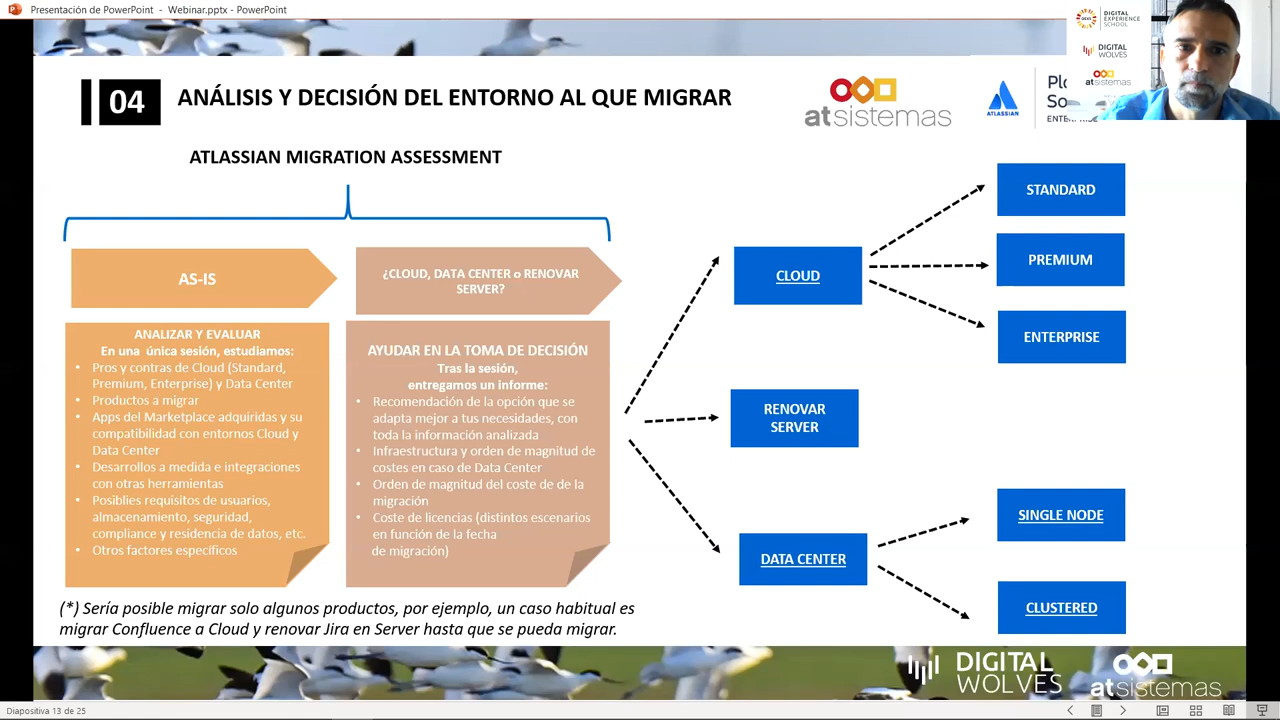 Presentación de PowerPoint - Webinar.pptx - PowerPoint
DIGITAL
EXPERIENCE
SCHOOL
DIGITAL
WOLVES
atsistemas
04
ANÁLISIS Y DECISIÓN DEL ENTORNO AL QUE MIGRAR
atsistemas
ATLASSIAN
ENTERPRISE
ATLASSIAN MIGRATION ASSESSMENT
AS-IS
¿CLOUD, DATA CENTER o RENOVAR
SERVER?
ANALIZAR Y EVALUAR
En una única sesión, estudiamos:
• Pros y contras de Cloud (Standard,
Premium, Enterprise) y Data Center
• Productos a migrar
• Apps del Marketplace adquiridas y su
compatibilidad con entornos Cloud y
Data Center
• Desarrollos a medida e integraciones
con otras herramientas
• Posiblies requisitos de usuarios,
almacenamiento, seguridad,
compliance y residencia de datos, etc.
• Otros factores específicos
AYUDAR EN LA TOMA DE DECISIÓN
Tras la sesión,
entregamos un informe:
• Recomendación de la opción que se
adapta mejor a tus necesidades, con
toda la información analizada
• Infraestructura y orden de magnitud de
costes en caso de Data Center
• Orden de magnitud del coste de de la
migración
• Coste de licencias (distintos escenarios
en función de la fecha
de migración)
CLOUD
RENOVAR
SERVER
DATA CENTER
STANDARD
PREMIUM
ENTERPRISE
SINGLE NODE
CLUSTERED
(*) Sería posible migrar solo algunos productos, por ejemplo, un caso habitual es
migrar Confluence a Cloud y renovar Jira en Server hasta que se pueda migrar.
DIGITAL
WOLVES
atsistemas
Diapositiva 13 de 25